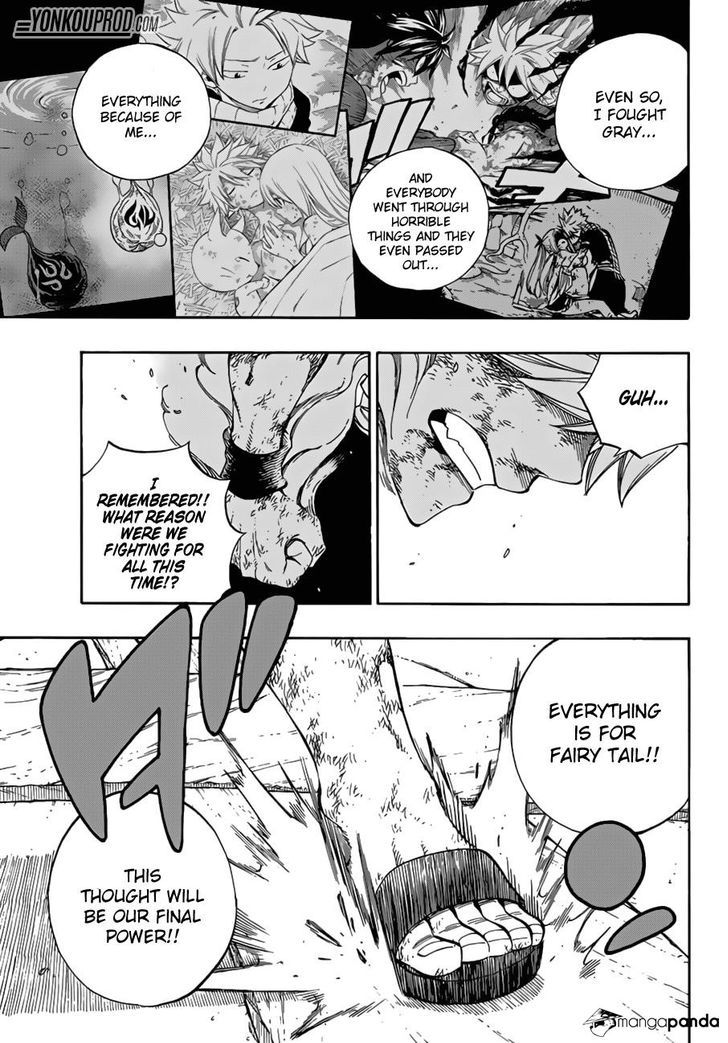 YONKOUPROD.COM
EVEN SO,
I FOUGHT
GRAY...
AND
EVERYBODY
WENT THROUGH
HORRIBLE
THINGS AND THEY
EVEN PASSED
OUT...
EVERYTHING
BECAUSE OF
ME...
GUH...
I
REMEMBERED!!
WHAT REASON
WERE WE
FIGHTING FOR
ALL THIS
TIME!?
EVERYTHING
IS FOR
FAIRY TAIL!!
THIS
THOUGHT WILL
BE OUR FINAL
POWER!!
mangapanda